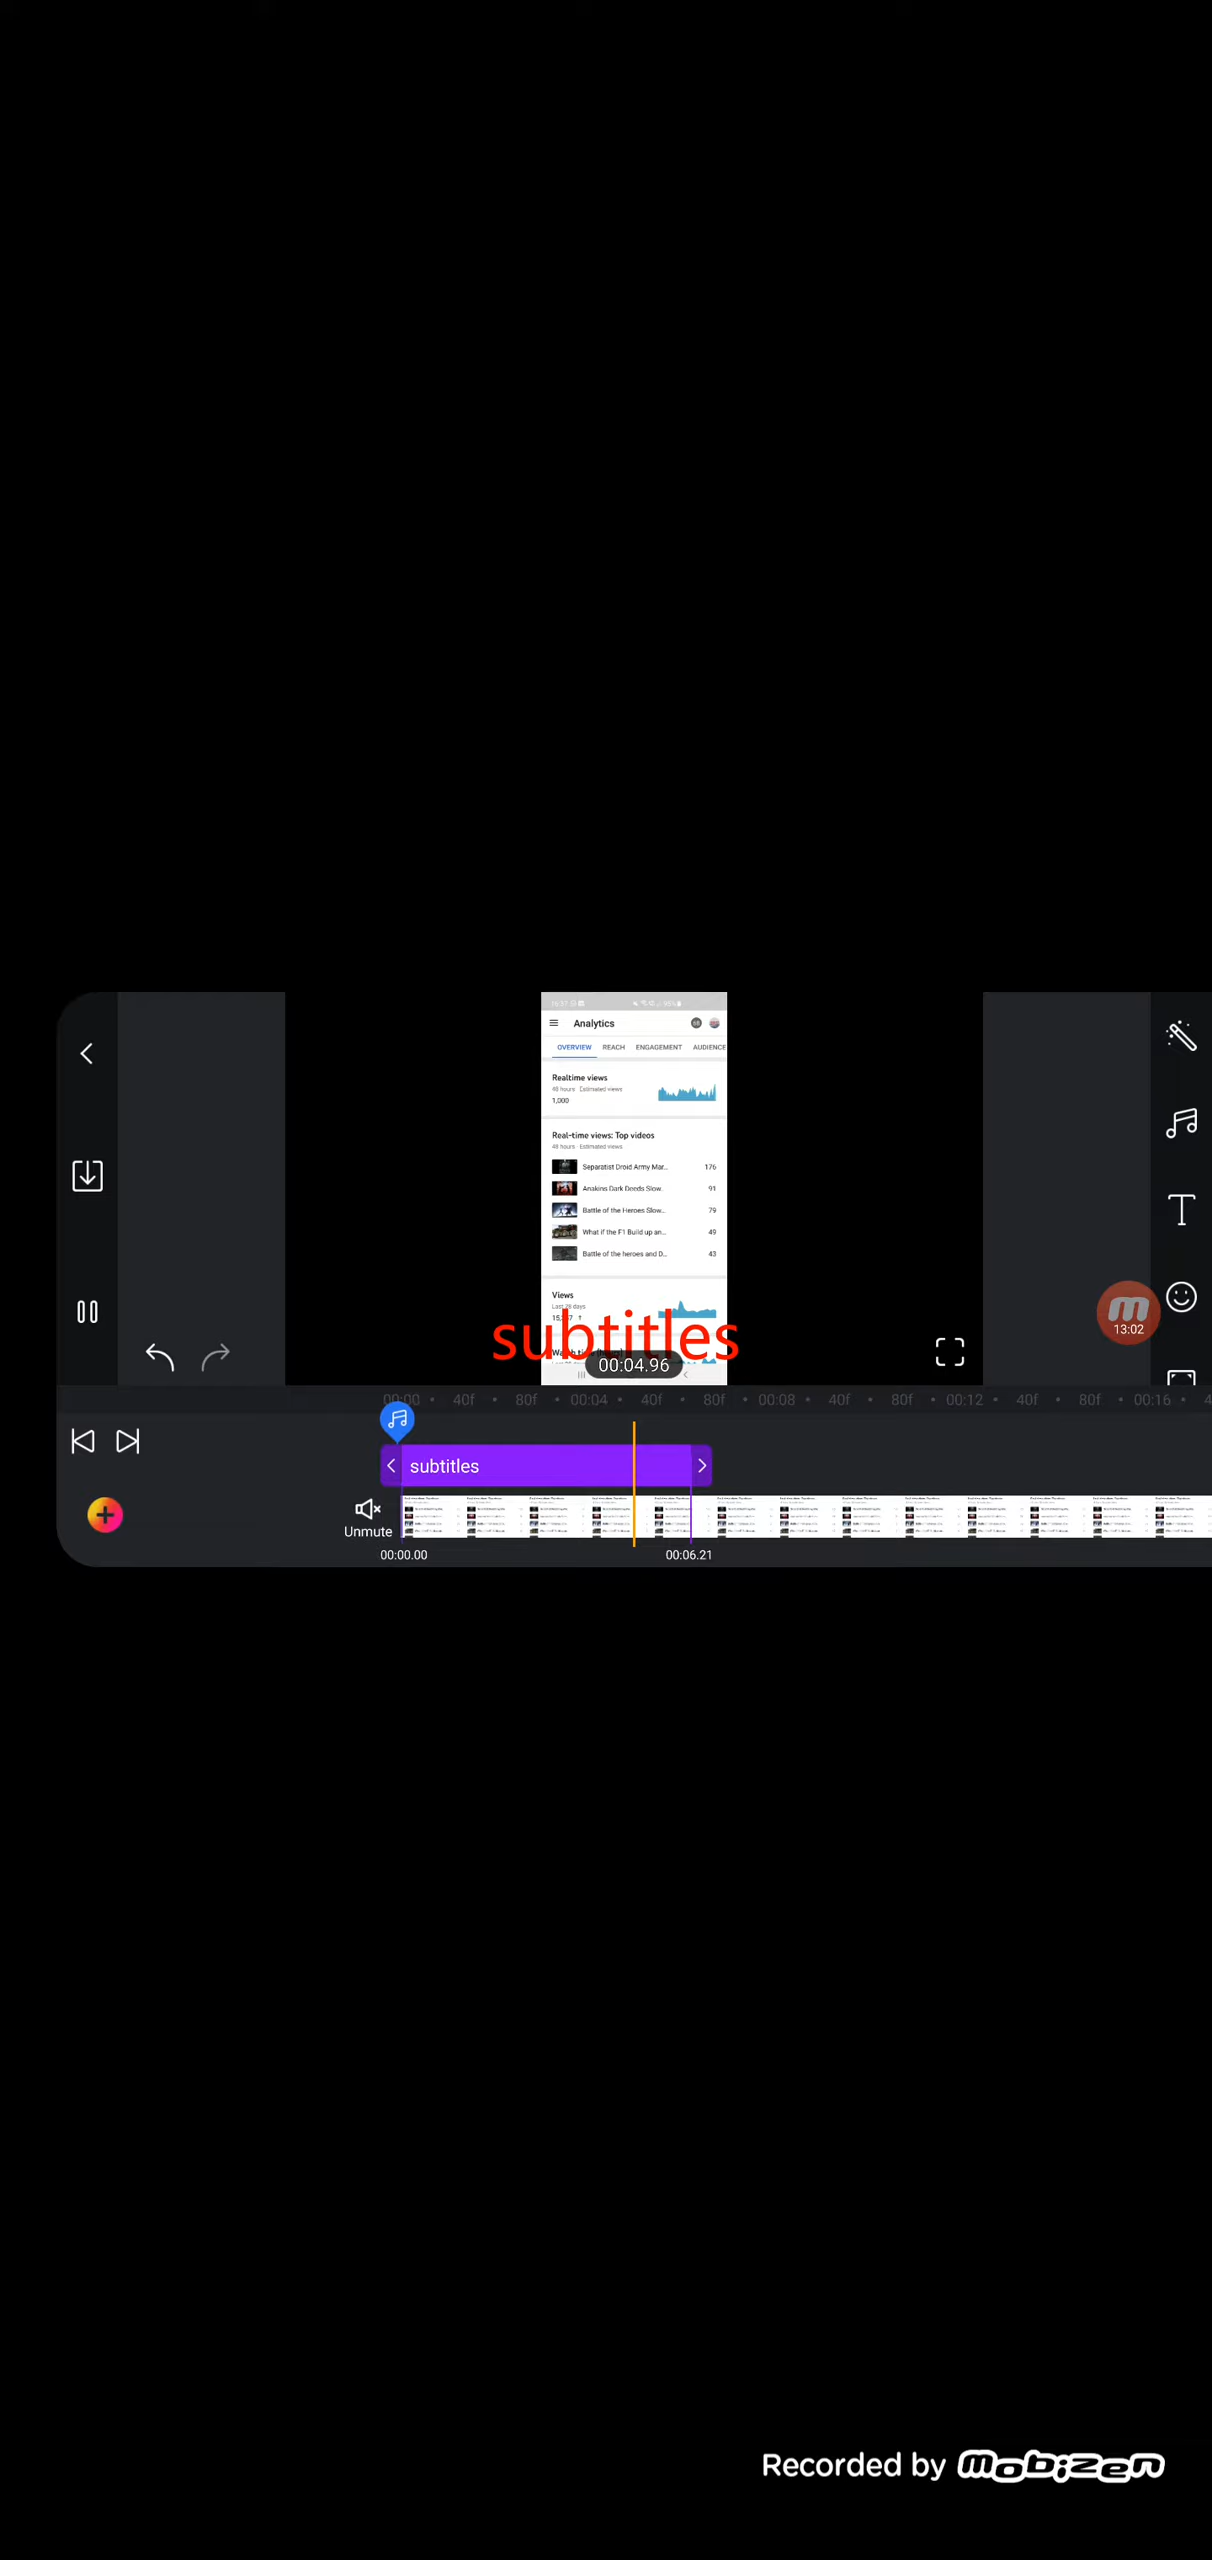 Analytics
OVERVIEW REACH ENGAGEMENT AUDIENCE
Realtime views
48 hours · Estimated views
1,000
Real-time views: Top videos
48 hours · Estimated views
Separatist Droid Army Mar... 176
Anakins Dark Deeds Slow... 91
Battle of the Heroes Slow... 79
What if the F1 Build up an... 49
Battle of the heroes and D... 43
Views
Last 28 days
subtitles
00:04.96
13:02
00:00 40f 80f 00:04 40f 80f 00:08 40f 80f 00:12 40f 80f 00:16
subtitles
Unmute
00:00.00 00:06.21
Recorded by mobizen